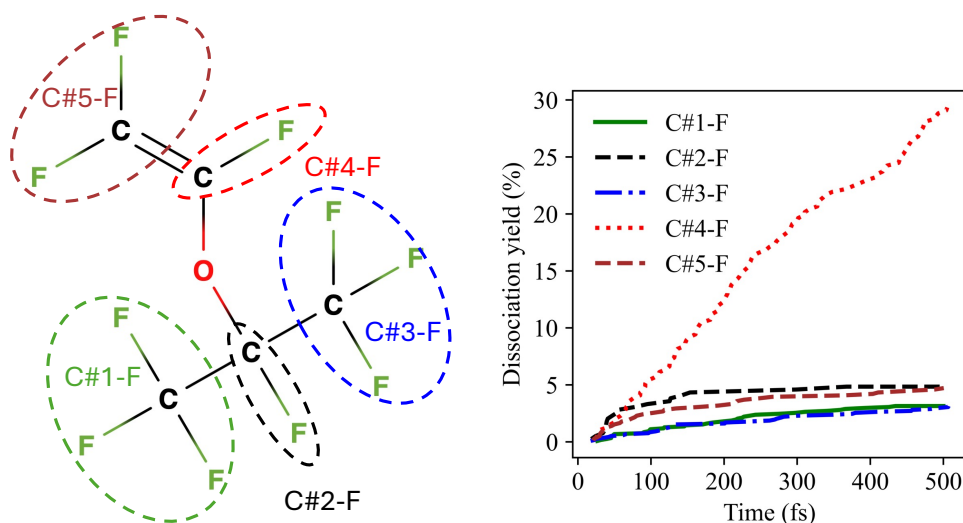 F
C#5-F
C
F
F
C
C#4-F
O
F
F
C
C#3-F
F
F
C#1-F
C
C
F
F
F
C#2-F
30
25
20
15
10
5
0
Dissociation yield (%)
C#1-F
C#2-F
C#3-F
C#4-F
C#5-F
0 100 200 300 400 500
Time (fs)